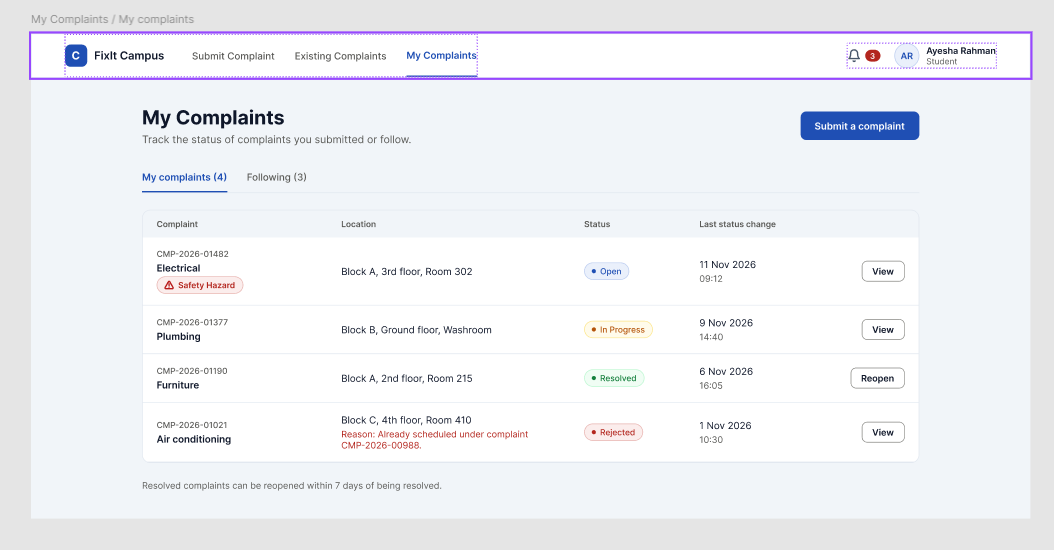 My Complaints / My complaints
C FixIt Campus Submit Complaint Existing Complaints My Complaints 3 AR Ayesha Rahman
Student
My Complaints
Track the status of complaints you submitted or follow.
Submit a complaint
My complaints (4) Following (3)
Complaint Location Status Last status change
CMP-2026-01482
Electrical
Safety Hazard
Block A, 3rd floor, Room 302
Open
11 Nov 2026
09:12
View
CMP-2026-01377
Plumbing
Block B, Ground floor, Washroom
In Progress
9 Nov 2026
14:40
View
CMP-2026-01190
Furniture
Block A, 2nd floor, Room 215
Resolved
6 Nov 2026
16:05
Reopen
CMP-2026-01021
Air conditioning
Block C, 4th floor, Room 410
Reason: Already scheduled under complaint
CMP-2026-00988.
Rejected
1 Nov 2026
10:30
View
Resolved complaints can be reopened within 7 days of being resolved.